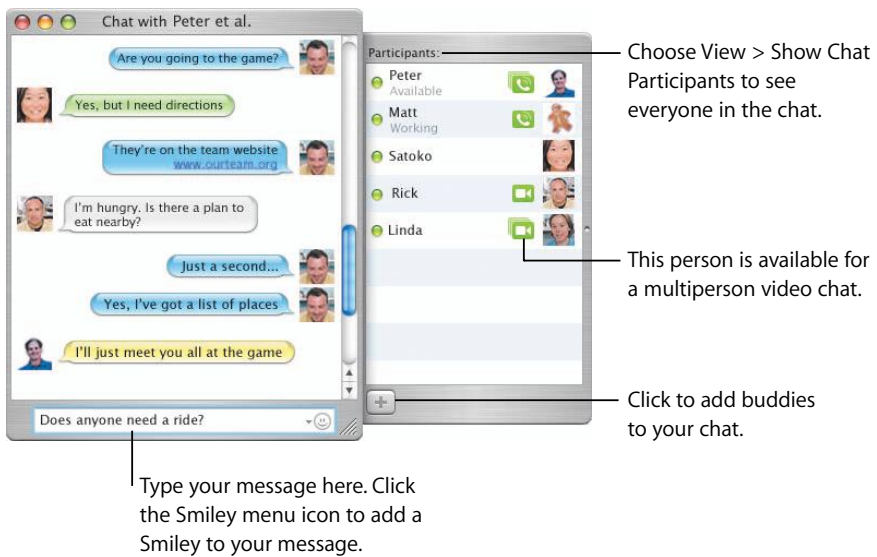 Chat with Peter et al.
Are you going to the game?
Yes, but I need directions
They're on the team website
www.ourteam.org
I'm hungry. Is there a plan to
eat nearby?
Just a second...
Yes, I've got a list of places
I'll just meet you all at the game
Does anyone need a ride?
Participants:
Peter
Available
Matt
Working
Satoko
Rick
Linda
Choose View > Show Chat
Participants to see
everyone in the chat.
This person is available for
a multiperson video chat.
Click to add buddies
to your chat.
Type your message here. Click
the Smiley menu icon to add a
Smiley to your message.